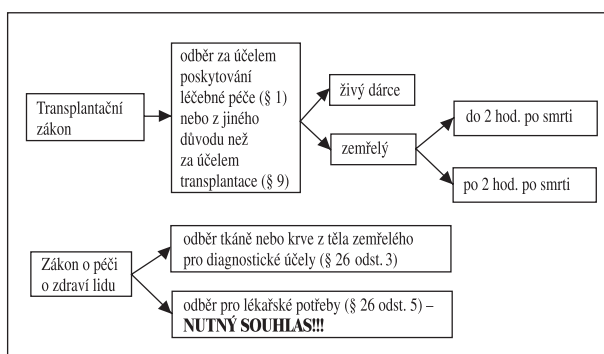 Transplantační
zákon
odběr za účelem
poskytování
léčebné péče (§ 1)
nebo z jiného
důvodu než
za účelem
transplantace (§ 9)
živý dárce
zemřelý
do 2 hod. po smrti
po 2 hod. po smrti
Zákon o péči
o zdraví lidu
odběr tkáně nebo krve z těla zemřelého
pro diagnostické účely (§ 26 odst. 3)
odběr pro lékařské potřeby (§ 26 odst. 5) –
NUTNÝ SOUHLAS!!!